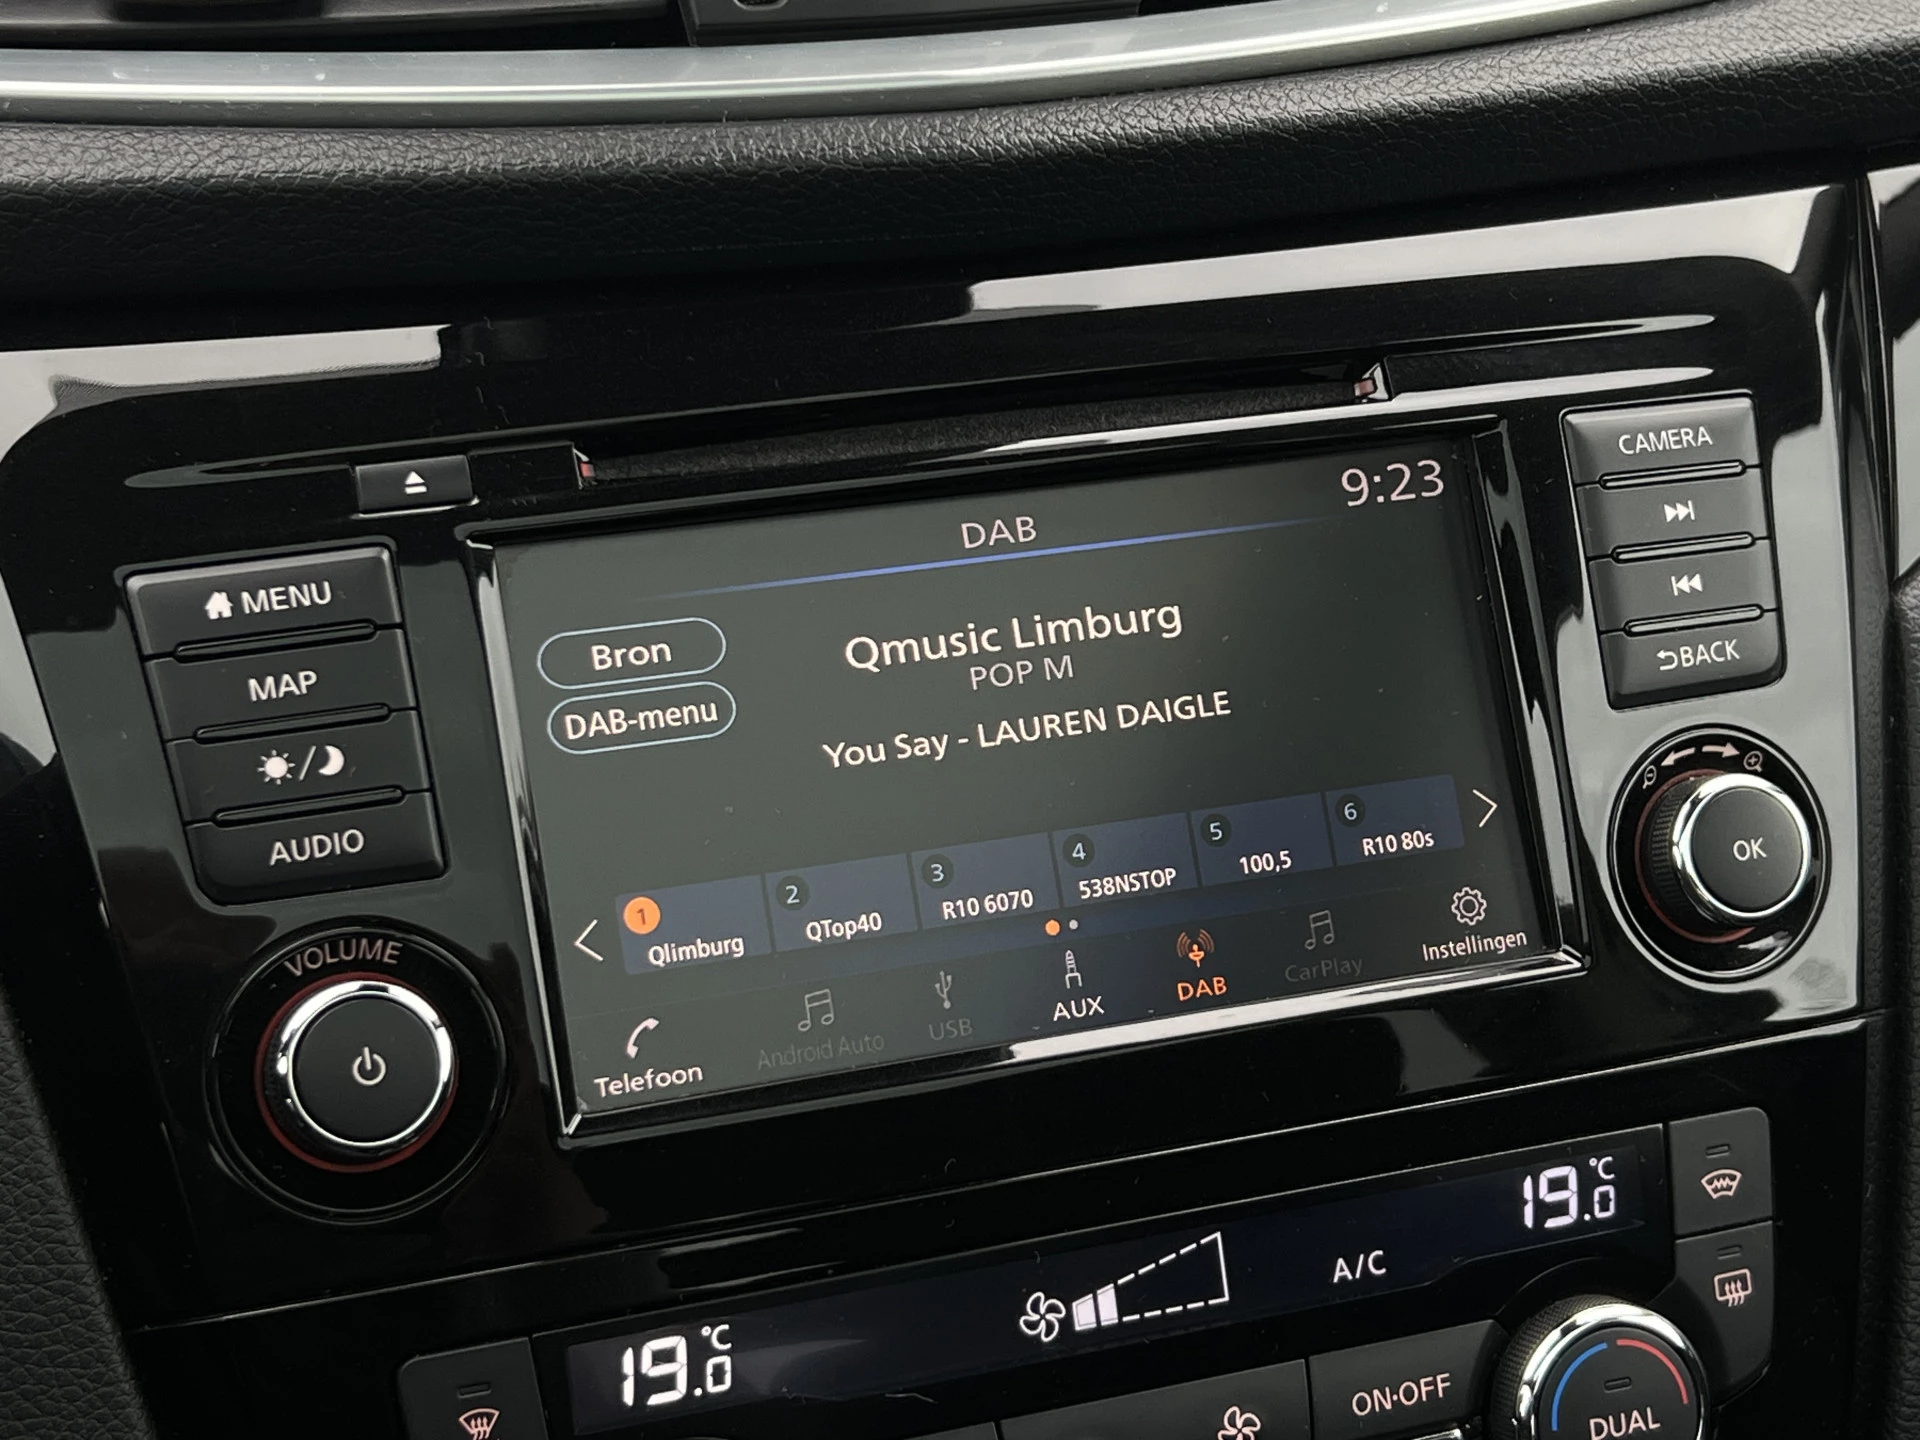 CAMERA
9:23
DAB
MENU
Bron
Qmusic Limburg
POP M
BACK
MAP
DAB-menu
You Say - LAUREN DAIGLE
AUDIO
1 Qlimburg
2 QTop40
3 R10 6070
4 538NSTOP
5 100,5
6 R10 80s
OK
VOLUME
Telefoon
Android Auto
USB
AUX
DAB
CarPlay
Instellingen
19.0 °C
A/C
19.0 °C
ON·OFF
DUAL